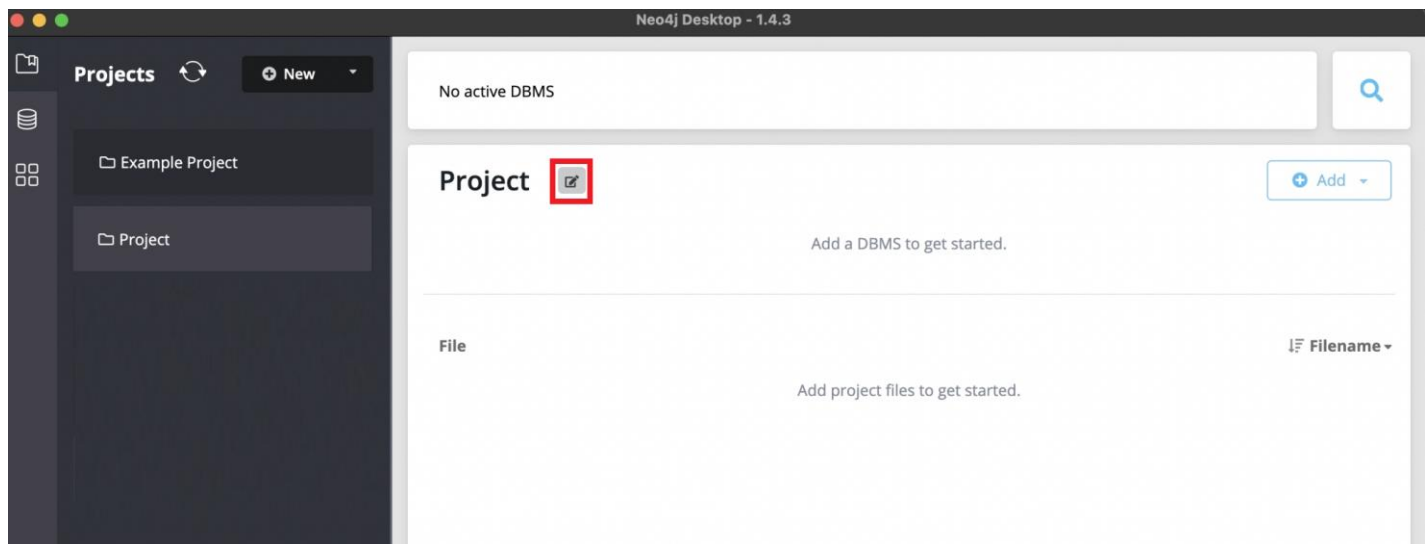 Neo4j Desktop - 1.4.3
Projects
New
Example Project
Project
No active DBMS
Project
Add
Add a DBMS to get started.
File
Filename
Add project files to get started.